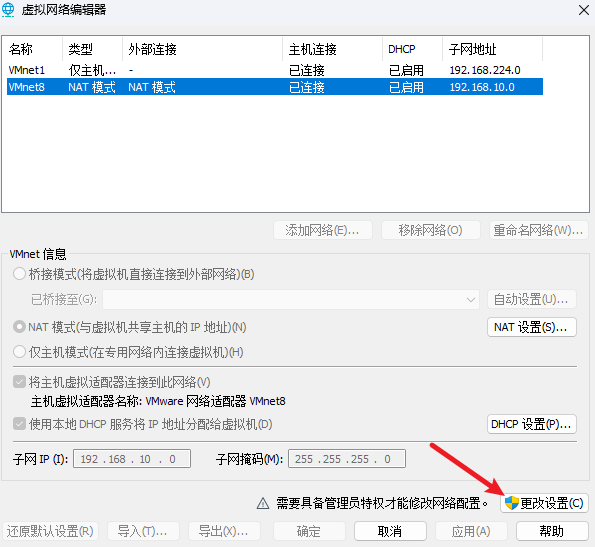 虚拟网络编辑器
名称 类型 外部连接 主机连接 DHCP 子网地址
VMnet1 仅主机... - 已连接 已启用 192.168.224.0
VMnet8 NAT 模式 NAT 模式 已连接 已启用 192.168.10.0
添加网络(E)... 移除网络(O) 重命名网络(W)...
VMnet 信息
桥接模式(将虚拟机直接连接到外部网络)(B)
已桥接至(G): 自动设置(U)...
NAT 模式(与虚拟机共享主机的 IP 地址)(N) NAT 设置(S)...
仅主机模式(在专用网络内连接虚拟机)(H)
将主机虚拟适配器连接到此网络(V)
主机虚拟适配器名称: VMware 网络适配器 VMnet8
使用本地 DHCP 服务将 IP 地址分配给虚拟机(D) DHCP 设置(P)...
子网 IP (I): 192 . 168 . 10 . 0 子网掩码(M): 255 . 255 . 255 . 0
需要具备管理员特权才能修改网络配置。 更改设置(C)
还原默认设置(R) 导入(T)... 导出(X)... 确定 取消 应用(A) 帮助